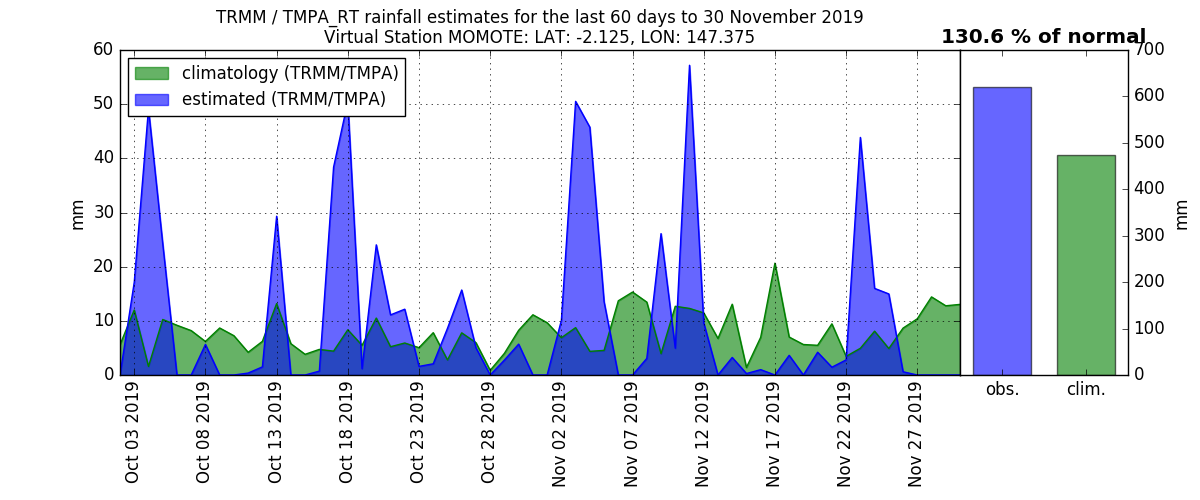 TRMM / TMPA_RT rainfall estimates for the last 60 days to 30 November 2019
Virtual Station MOMOTE: LAT: -2.125, LON: 147.375
130.6 % of normal
climatology (TRMM/TMPA)
estimated (TRMM/TMPA)
60
50
40
30
20
10
0
mm
Oct 03 2019
Oct 08 2019
Oct 13 2019
Oct 18 2019
Oct 23 2019
Oct 28 2019
Nov 02 2019
Nov 07 2019
Nov 12 2019
Nov 17 2019
Nov 22 2019
Nov 27 2019
obs.
clim.
700
600
500
400
300
200
100
0
mm